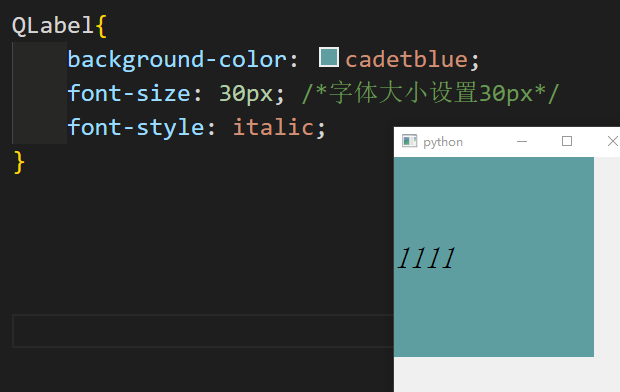 QLabel{
    background-color: cadetblue;
    font-size: 30px; /*字体大小设置30px*/
    font-style: italic;
}
python
1111